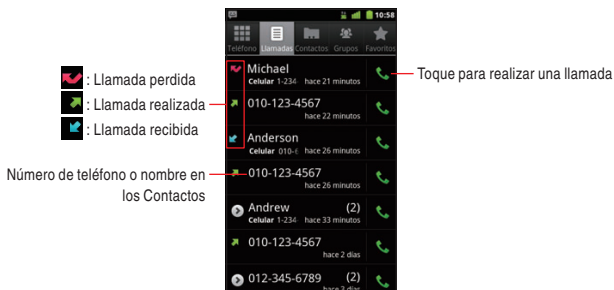 10:58
Teléfono Llamadas Contactos Grupos Favoritos
Michael
Celular 1-234- hace 21 minutos
Toque para realizar una llamada
: Llamada perdida
: Llamada realizada
: Llamada recibida
010-123-4567
hace 22 minutos
Anderson
Celular 010- hace 26 minutos
Número de teléfono o nombre en
los Contactos
010-123-4567
hace 26 minutos
Andrew (2)
Celular 1-234- hace 33 minutos
010-123-4567
hace 2 días
012-345-6789 (2)
hace 3 días